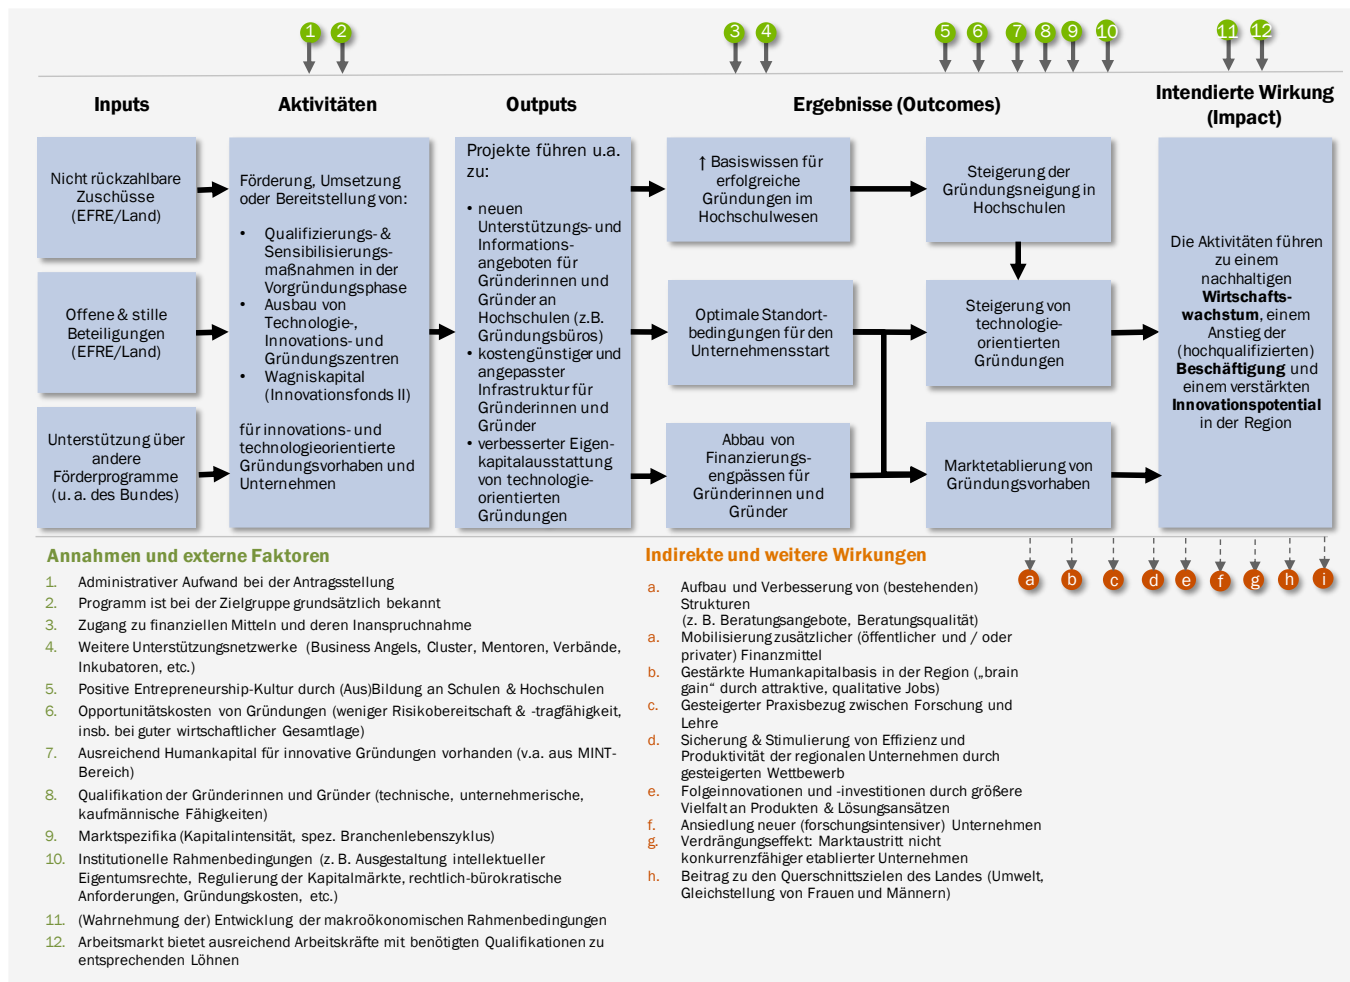 1 2 3 4 5 6 7 8 9 10 11 12
Inputs
Aktivitäten
Outputs
Ergebnisse (Outcomes)
Intendierte Wirkung
(Impact)
Nicht rückzahlbare
Zuschüsse
(EFRE/Land)
Offene & stille
Beteiligungen
(EFRE/Land)
Unterstützung über
andere
Förderprogramme
(u. a. des Bundes)
Förderung, Umsetzung
oder Bereitstellung von:
• Qualifizierungs- &
Sensibilisierungs-
maßnahmen in der
Vorgründungsphase
• Ausbau von
Technologie-,
Innovations- und
Gründungszentren
• Wagniskapital
(Innovationsfonds II)
für innovations- und
technologieorientierte
Gründungsvorhaben und
Unternehmen
Projekte führen u.a.
zu:
• neuen
Unterstützungs- und
Informations-
angeboten für
Gründerinnen und
Gründer an
Hochschulen (z.B.
Gründungsbüros)
• kostengünstiger und
angepasster
Infrastruktur für
Gründerinnen und
Gründer
• verbesserter Eigen-
kapitalausstattung
von technologie-
orientierten
Gründungen
↑ Basiswissen für
erfolgreiche
Gründungen im
Hochschulwesen
Optimale Standort-
bedingungen für den
Unternehmensstart
Abbau von
Finanzierungs-
engpässen für
Gründerinnen und
Gründer
Steigerung der
Gründungsneigung in
Hochschulen
Steigerung von
technologie-
orientierten
Gründungen
Marktetablierung von
Gründungsvorhaben
Die Aktivitäten führen
zu einem
nachhaltigen
Wirtschafts-
wachstum, einem
Anstieg der
(hochqualifizierten)
Beschäftigung und
einem verstärkten
Innovationspotential
in der Region
Annahmen und externe Faktoren
1. Administrativer Aufwand bei der Antragsstellung
2. Programm ist bei der Zielgruppe grundsätzlich bekannt
3. Zugang zu finanziellen Mitteln und deren Inanspruchnahme
4. Weitere Unterstützungsnetzwerke (Business Angels, Cluster, Mentoren, Verbände,
Inkubatoren, etc.)
5. Positive Entrepreneurship-Kultur durch (Aus)Bildung an Schulen & Hochschulen
6. Opportunitätskosten von Gründungen (weniger Risikobereitschaft & -tragfähigkeit,
insb. bei guter wirtschaftlicher Gesamtlage)
7. Ausreichend Humankapital für innovative Gründungen vorhanden (v.a. aus MINT-
Bereich)
8. Qualifikation der Gründerinnen und Gründer (technische, unternehmerische,
kaufmännische Fähigkeiten)
9. Marktspezifika (Kapitalintensität, spez. Branchenlebenszyklus)
10. Institutionelle Rahmenbedingungen (z. B. Ausgestaltung intellektueller
Eigentumsrechte, Regulierung der Kapitalmärkte, rechtlich-bürokratische
Anforderungen, Gründungskosten, etc.)
11. (Wahrnehmung der) Entwicklung der makroökonomischen Rahmenbedingungen
12. Arbeitsmarkt bietet ausreichend Arbeitskräfte mit benötigten Qualifikationen zu
entsprechenden Löhnen
Indirekte und weitere Wirkungen
a b c d e f g h i
a. Aufbau und Verbesserung von (bestehenden)
Strukturen
(z. B. Beratungsangebote, Beratungsqualität)
a. Mobilisierung zusätzlicher (öffentlicher und / oder
privater) Finanzmittel
b. Gestärkte Humankapitalbasis in der Region („brain
gain“ durch attraktive, qualitative Jobs)
c. Gesteigerter Praxisbezug zwischen Forschung und
Lehre
d. Sicherung & Stimulierung von Effizienz und
Produktivität der regionalen Unternehmen durch
gesteigerten Wettbewerb
e. Folgeinnovationen und -investitionen durch größere
Vielfalt an Produkten & Lösungsansätzen
f. Ansiedlung neuer (forschungsintensiver) Unternehmen
g. Verdrängungseffekt: Marktaustritt nicht
konkurrenzfähiger etablierter Unternehmen
h. Beitrag zu den Querschnittszielen des Landes (Umwelt,
Gleichstellung von Frauen und Männern)